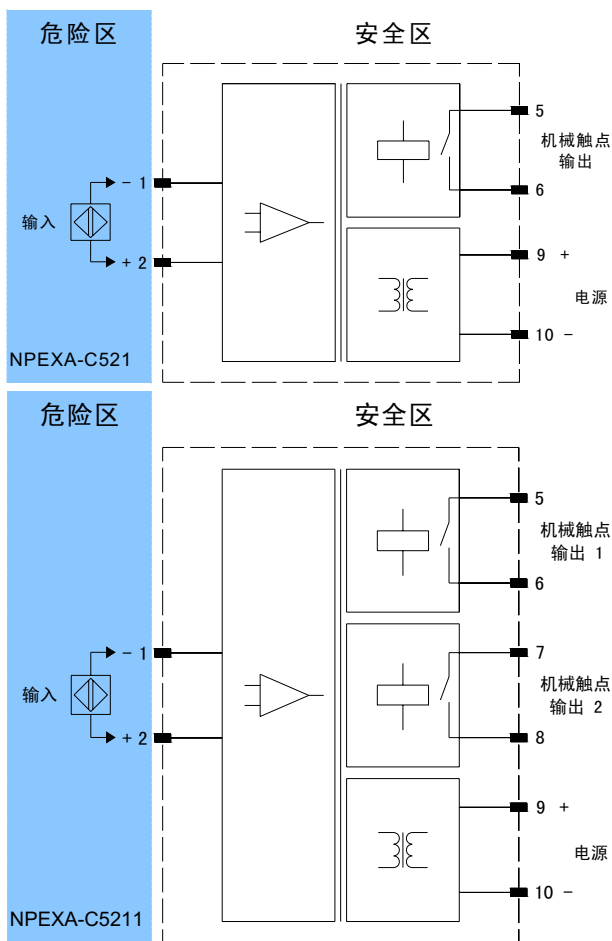 危险区
安全区
5
机械触点
输出
6
- 1
输入
+ 2
9 +
电源
10 -
NPEXA-C521
危险区
安全区
5
机械触点
输出 1
6
- 1
7
输入
机械触点
输出 2
+ 2
8
9 +
电源
10 -
NPEXA-C5211